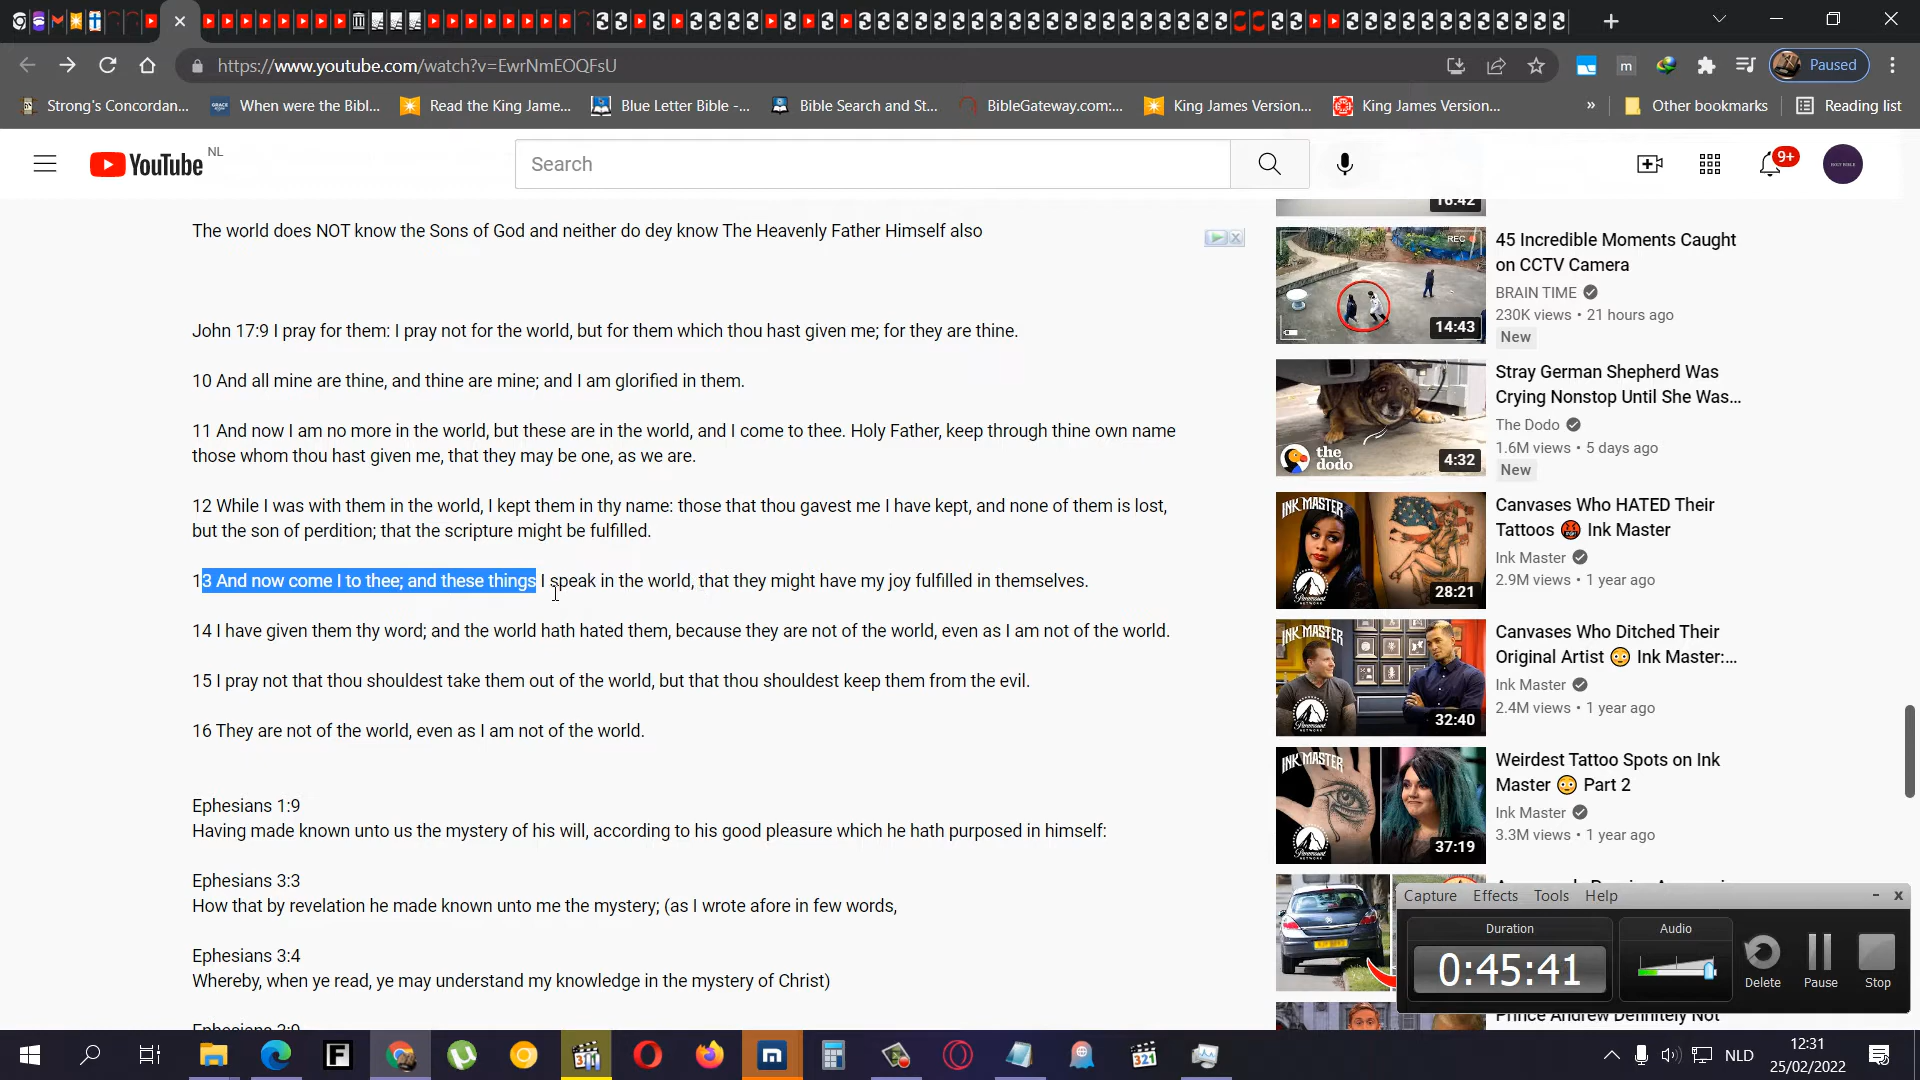 https://www.youtube.com/watch?v=EwrNmEOQFsU
m
Paused
Strong's Concordan...
When were the Bibl...
Read the King Jame...
Blue Letter Bible -...
Bible Search and St...
BibleGateway.com:...
King James Version...
King James Version...
»
Other bookmarks
Reading list
YouTube NL
Search
9+
The world does NOT know the Sons of God and neither do dey know The Heavenly Father Himself also
John 17:9 I pray for them: I pray not for the world, but for them which thou hast given me; for they are thine.
10 And all mine are thine, and thine are mine; and I am glorified in them.
11 And now I am no more in the world, but these are in the world, and I come to thee. Holy Father, keep through thine own name
those whom thou hast given me, that they may be one, as we are.
12 While I was with them in the world, I kept them in thy name: those that thou gavest me I have kept, and none of them is lost,
but the son of perdition; that the scripture might be fulfilled.
13 And now come I to thee; and these things I speak in the world, that they might have my joy fulfilled in themselves.
14 I have given them thy word; and the world hath hated them, because they are not of the world, even as I am not of the world.
15 I pray not that thou shouldest take them out of the world, but that thou shouldest keep them from the evil.
16 They are not of the world, even as I am not of the world.
Ephesians 1:9
Having made known unto us the mystery of his will, according to his good pleasure which he hath purposed in himself:
Ephesians 3:3
How that by revelation he made known unto me the mystery; (as I wrote afore in few words,
Ephesians 3:4
Whereby, when ye read, ye may understand my knowledge in the mystery of Christ)
Ephesians 3:9
16:42
REC
14:43
45 Incredible Moments Caught
on CCTV Camera
BRAIN TIME
230K views • 21 hours ago
New
the
dodo
4:32
Stray German Shepherd Was
Crying Nonstop Until She Was...
The Dodo
1.6M views • 5 days ago
New
INK MASTER
28:21
Canvases Who HATED Their
Tattoos 🤬 Ink Master
Ink Master
2.9M views • 1 year ago
INK MASTER
32:40
Canvases Who Ditched Their
Original Artist 😳 Ink Master:...
Ink Master
2.4M views • 1 year ago
INK MASTER
37:19
Weirdest Tattoo Spots on Ink
Master 😳 Part 2
Ink Master
3.3M views • 1 year ago
Prince Andrew Definitely Not
Capture Effects Tools Help
Duration
0:45:41
Audio
Delete
Pause
Stop
NLD
12:31
25/02/2022